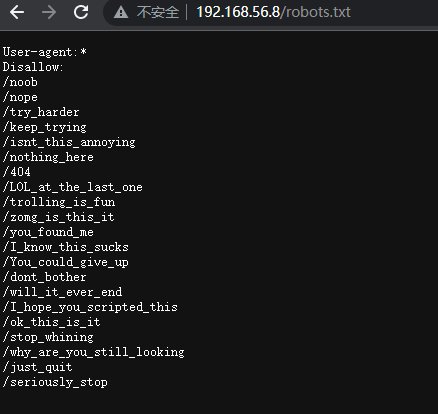 不安全 192.168.56.8/robots.txt
User-agent:*
Disallow:
/noob
/nope
/try_harder
/keep_trying
/isnt_this_annoying
/nothing_here
/404
/LOL_at_the_last_one
/trolling_is_fun
/zomg_is_this_it
/you_found_me
/I_know_this_sucks
/You_could_give_up
/dont_bother
/will_it_ever_end
/I_hope_you_scripted_this
/ok_this_is_it
/stop_whining
/why_are_you_still_looking
/just_quit
/seriously_stop